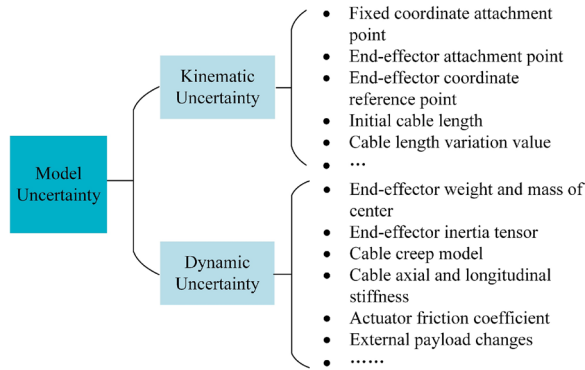 Model
Uncertainty
Kinematic
Uncertainty
• Fixed coordinate attachment
point
• End-effector attachment point
• End-effector coordinate
reference point
• Initial cable length
• Cable length variation value
• ···
Dynamic
Uncertainty
• End-effector weight and mass of
center
• End-effector inertia tensor
• Cable creep model
• Cable axial and longitudinal
stiffness
• Actuator friction coefficient
• External payload changes
• ······